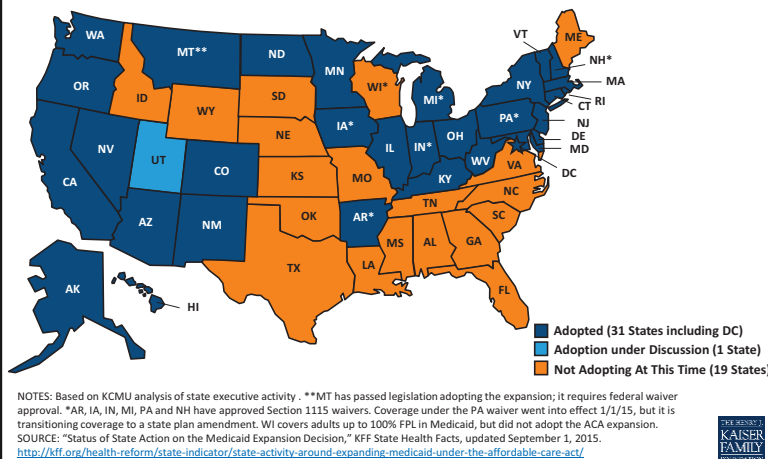 WA
OR
CA
NV
ID
MT**
WY
UT
AZ
CO
NM
ND
SD
NE
KS
OK
TX
MN
IA*
MO
AR*
LA
WI*
IL
MI*
IN*
OH
KY
TN
MS
AL
GA
FL
SC
NC
VA
WV
PA*
NY
VT
ME
NH*
MA
RI
CT
NJ
DE
MD
DC
AK
HI
Adopted (31 States including DC)
Adoption under Discussion (1 State)
Not Adopting At This Time (19 States)
NOTES: Based on KCMU analysis of state executive activity . **MT has passed legislation adopting the expansion; it requires federal waiver
approval. *AR, IA, IN, MI, PA and NH have approved Section 1115 waivers. Coverage under the PA waiver went into effect 1/1/15, but it is
transitioning coverage to a state plan amendment. WI covers adults up to 100% FPL in Medicaid, but did not adopt the ACA expansion.
SOURCE: “Status of State Action on the Medicaid Expansion Decision,” KFF State Health Facts, updated September 1, 2015.
http://kff.org/health-reform/state-indicator/state-activity-around-expanding-medicaid-under-the-affordable-care-act/
THE HENRY J.
KAISER
FAMILY